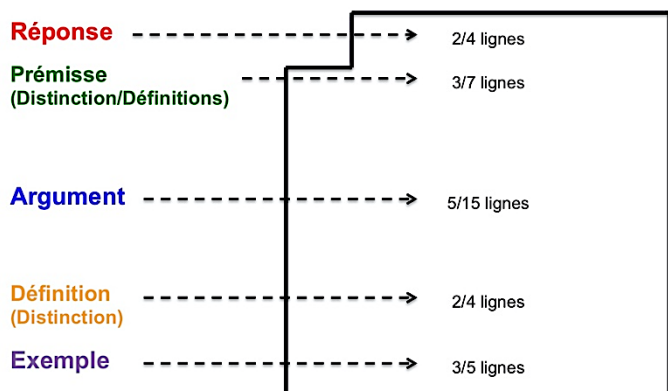 Réponse 2/4 lignes
Prémisse 3/7 lignes
(Distinction/Définitions)
Argument 5/15 lignes
Définition 2/4 lignes
(Distinction)
Exemple 3/5 lignes